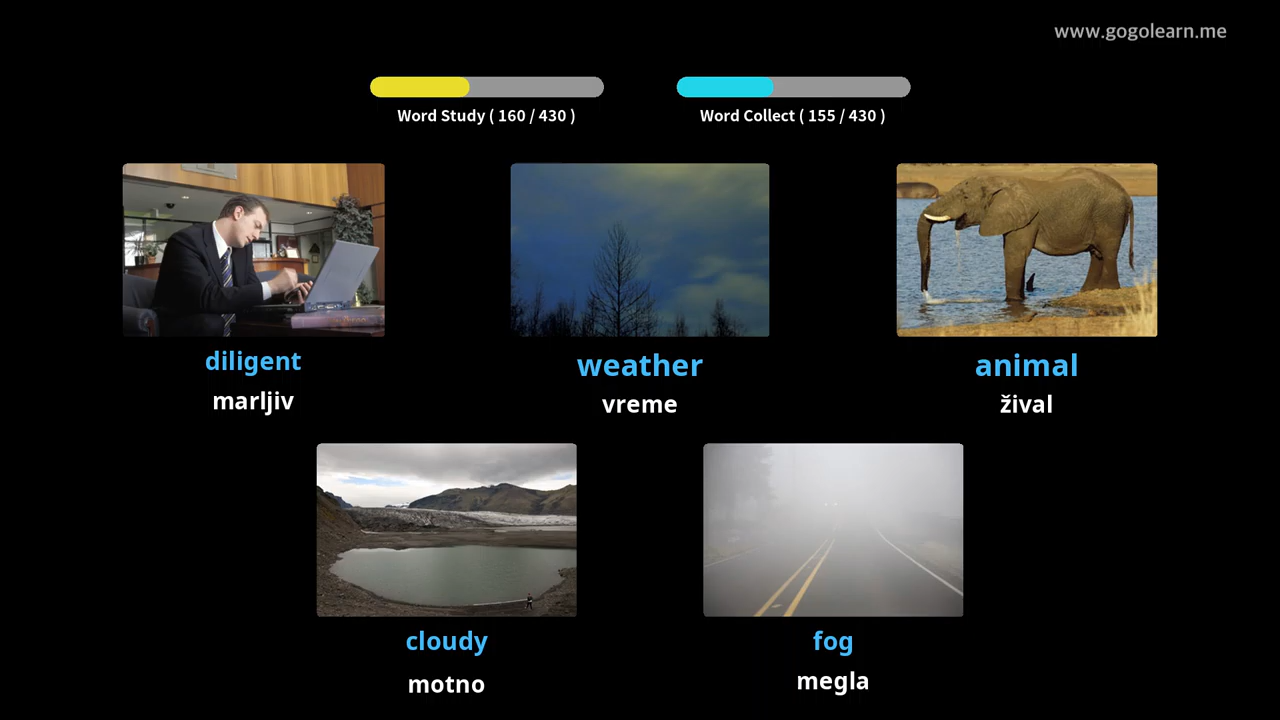 www.gogolearn.me
Word Study ( 160 / 430 )
Word Collect ( 155 / 430 )
diligent
marljiv
weather
vreme
animal
žival
cloudy
motno
fog
megla